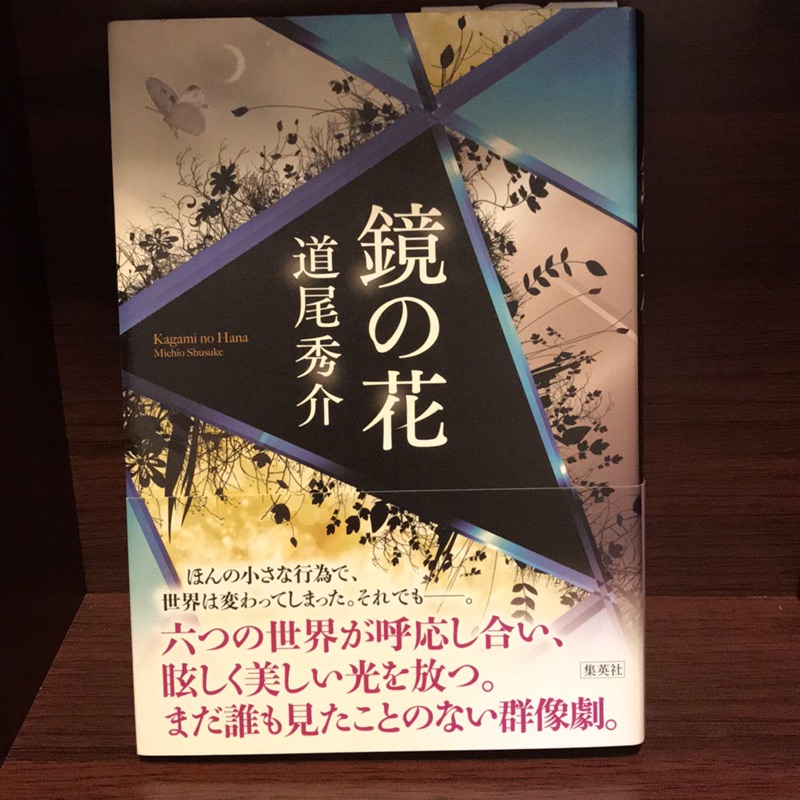 鏡の花
道尾秀介
Kagami no Hana
Michio Shusuke
ほんの小さな行為で、
世界は変わってしまった。それでも――。
六つの世界が呼応し合い、
眩しく美しい光を放つ。
まだ誰も見たことのない群像劇。
集英社